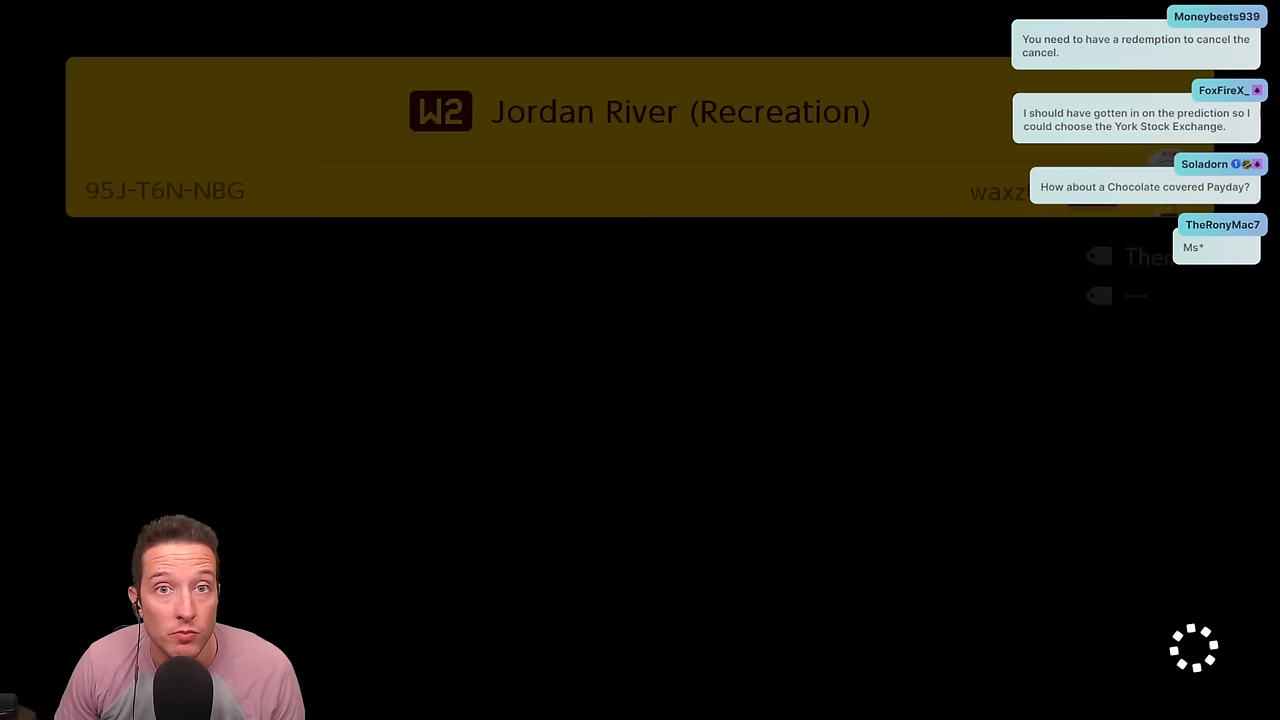 W2 Jordan River (Recreation)
95J-T6N-NBG
waxz
Ther
---
Moneybeets939
You need to have a redemption to cancel the
cancel.
FoxFireX_
I should have gotten in on the prediction so I
could choose the York Stock Exchange.
Soladorn
How about a Chocolate covered Payday?
TheRonyMac7
Ms*